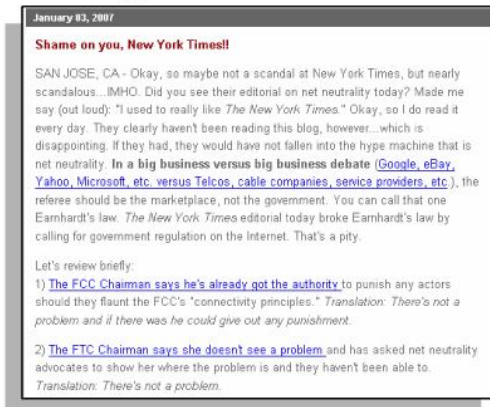 January 03, 2007
Shame on you, New York Times!!
SAN JOSE, CA - Okay, so maybe not a scandal at New York Times, but nearly
scandalous...IMHO. Did you see their editorial on net neutrality today? Made me
say (out loud): "I used to really like The New York Times." Okay, so I do read it
every day. They clearly haven't been reading this blog, however...which is
disappointing. If they had, they would have not fallen into the hype machine that is
net neutrality. In a big business versus big business debate (Google, eBay,
Yahoo, Microsoft, etc. versus Telcos, cable companies, service providers, etc.), the
referee should be the marketplace, not the government. You can call that one
Earnhardt's law. The New York Times editorial today broke Earnhardt's law by
calling for government regulation on the Internet. That's a pity.
Let's review briefly:
1) The FCC Chairman says he's already got the authority to punish any actors
should they flaunt the FCC's "connectivity principles." Translation: There's not a
problem and if there was he could give out any punishment.
2) The FTC Chairman says she doesn't see a problem and has asked net neutrality
advocates to show her where the problem is and they haven't been able to.
Translation: There's not a problem.